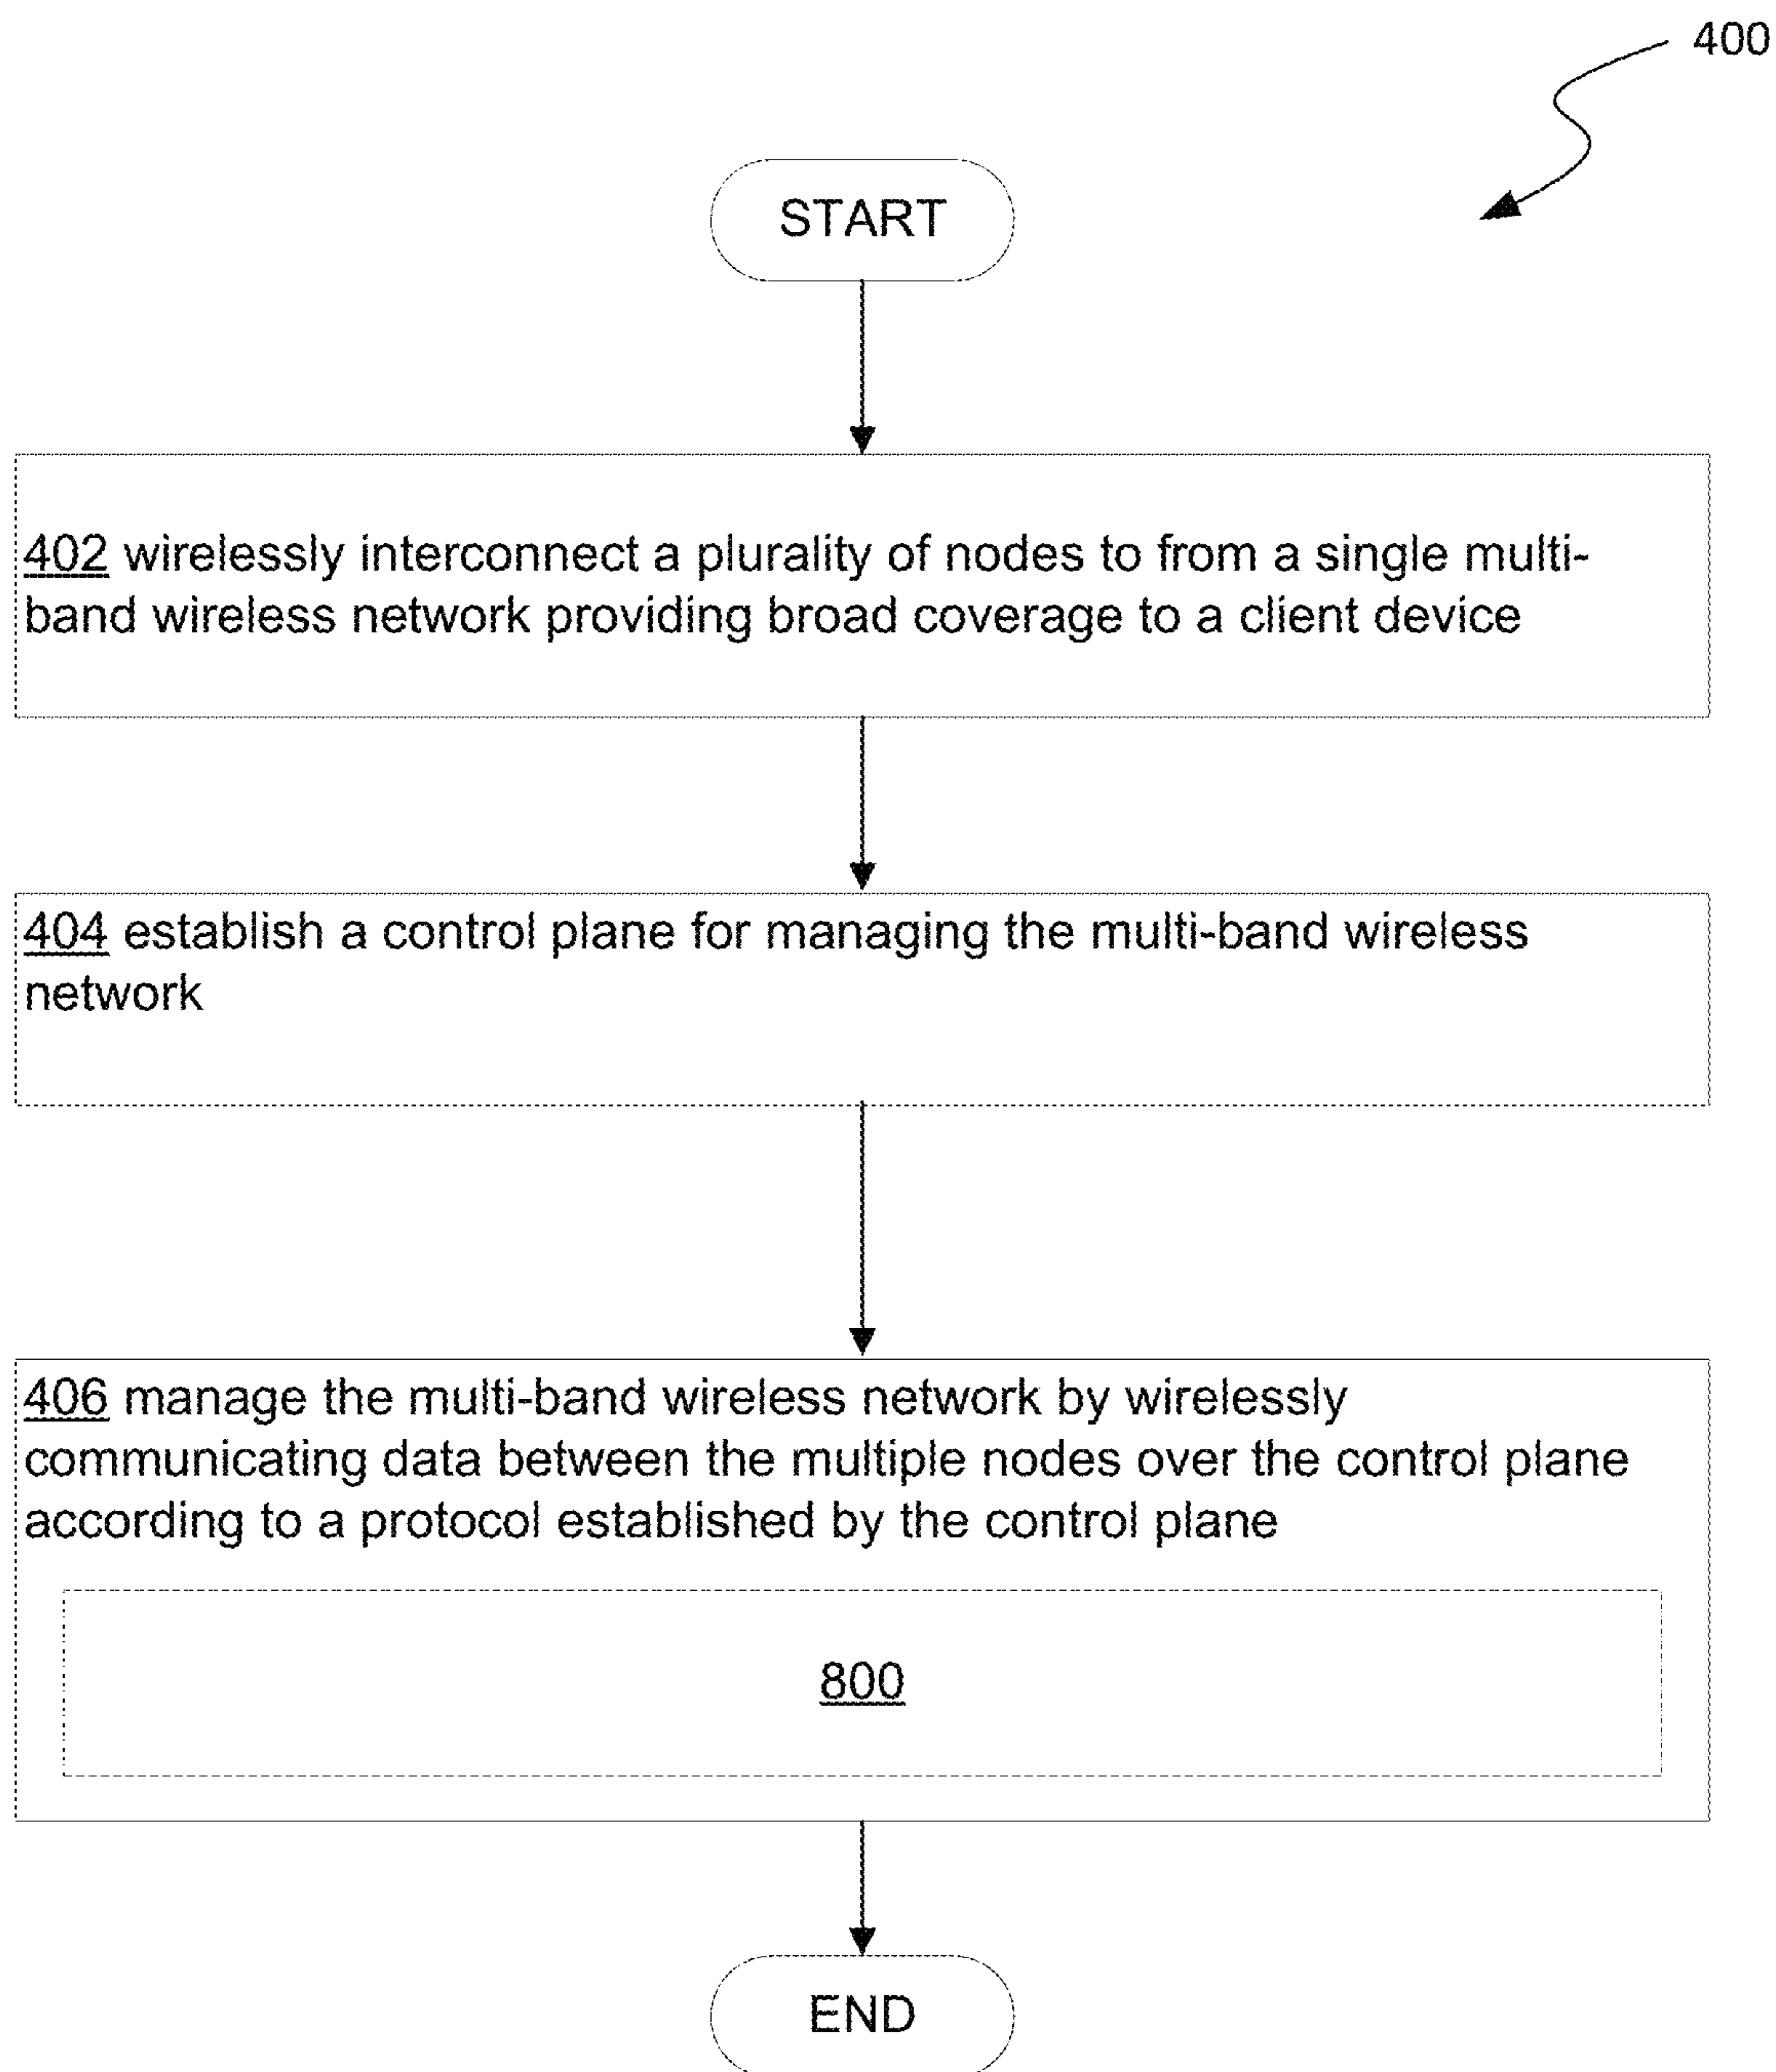 400
START
402 wirelessly interconnect a plurality of nodes to from a single multi-
band wireless network providing broad coverage to a client device
404 establish a control plane for managing the multi-band wireless
network
406 manage the multi-band wireless network by wirelessly
communicating data between the multiple nodes over the control plane
according to a protocol established by the control plane
800
END